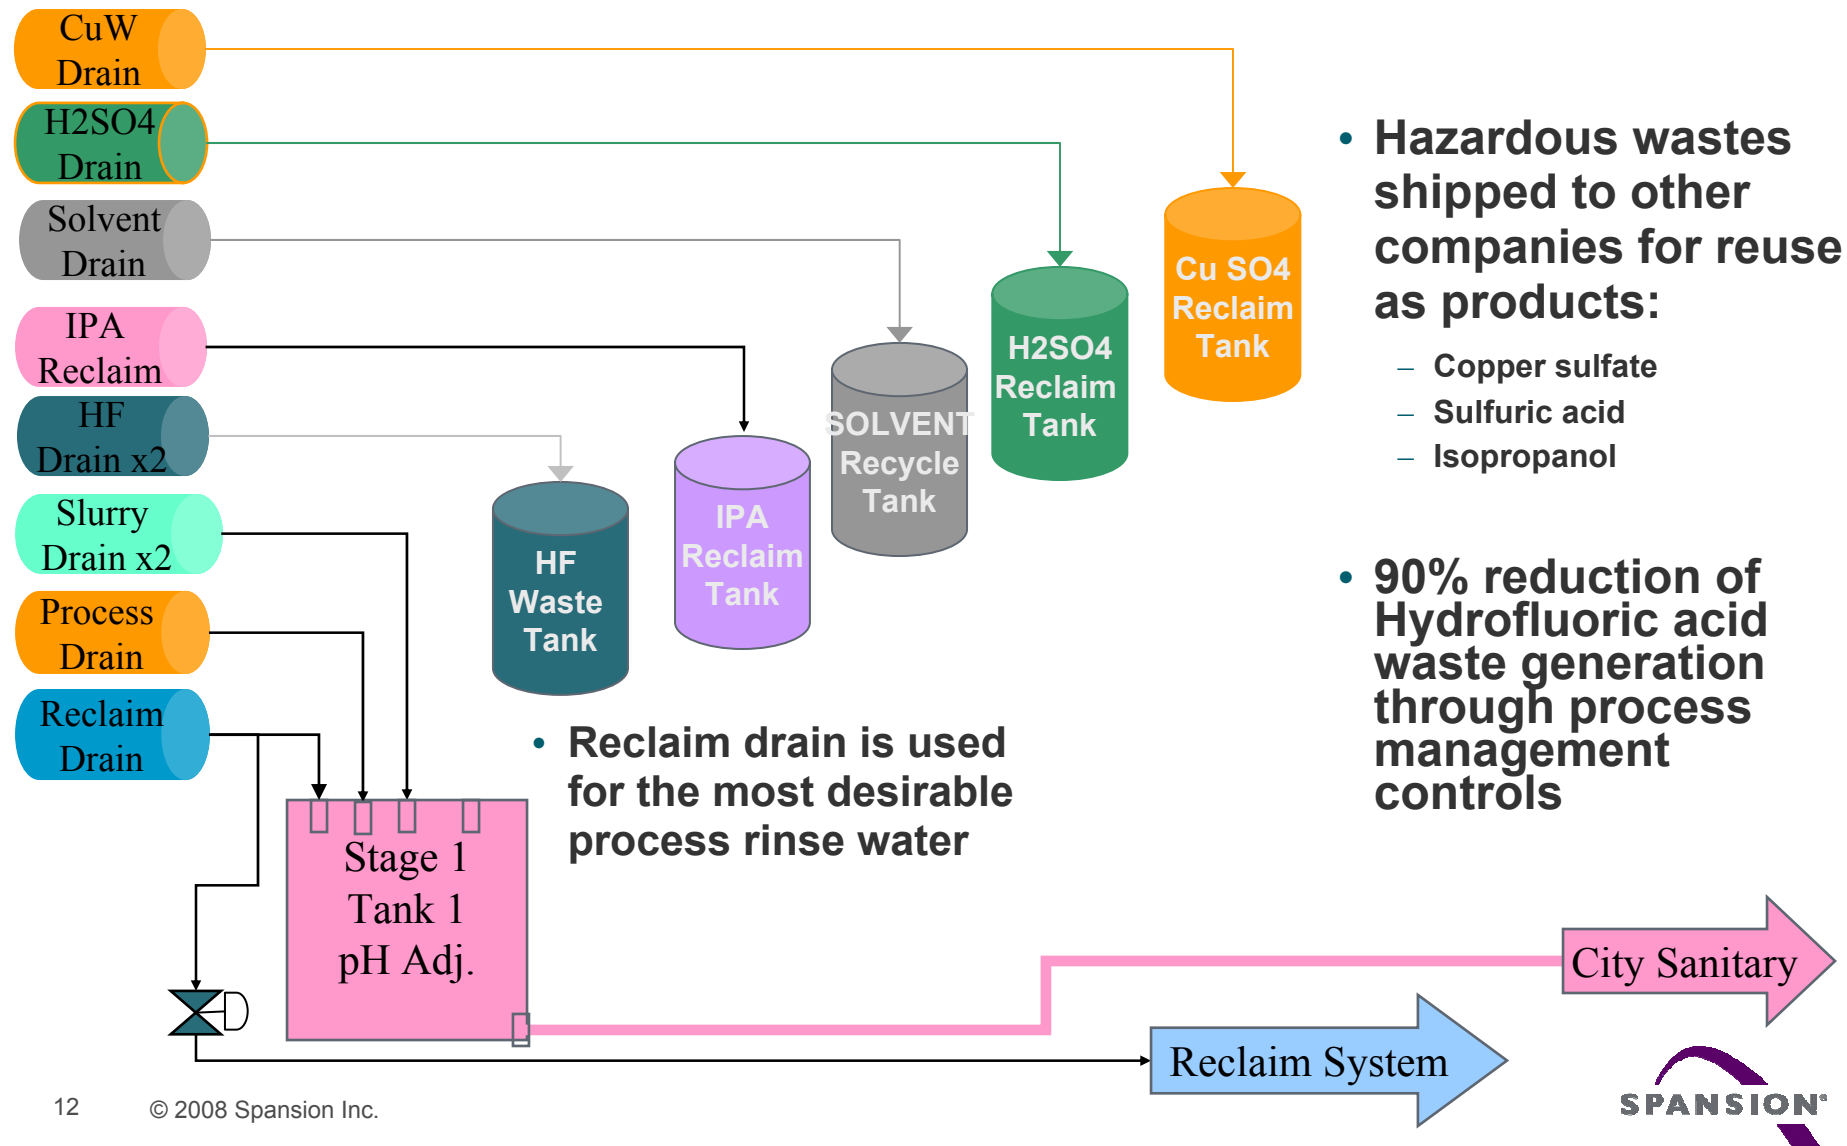 CuW
Drain
H2SO4
Drain
Solvent
Drain
IPA
Reclaim
HF
Drain x2
Slurry
Drain x2
Process
Drain
Reclaim
Drain
HF
Waste
Tank
IPA
Reclaim
Tank
SOLVENT
Recycle
Tank
H2SO4
Reclaim
Tank
Cu SO4
Reclaim
Tank
• Hazardous wastes
shipped to other
companies for reuse
as products:
– Copper sulfate
– Sulfuric acid
– Isopropanol
• 90% reduction of
Hydrofluoric acid
waste generation
through process
management
controls
• Reclaim drain is used
for the most desirable
process rinse water
Stage 1
Tank 1
pH Adj.
City Sanitary
Reclaim System
12
© 2008 Spansion Inc.
SPANSION